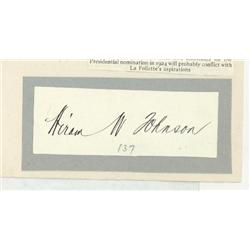 Presidential nomination in 1924 will probably conflict with
La Follette's aspirations
Hiram W Johnson
137